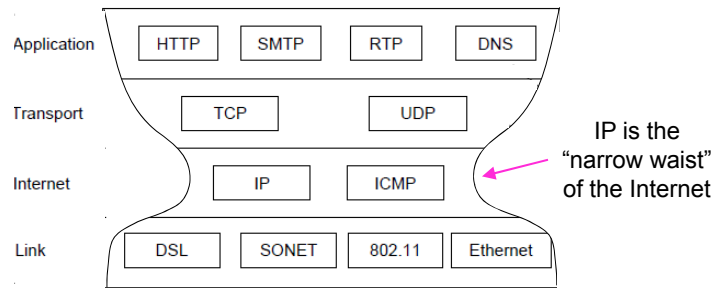 Application HTTP SMTP RTP DNS
Transport TCP UDP
IP is the
“narrow waist”
of the Internet
Internet IP ICMP
Link DSL SONET 802.11 Ethernet